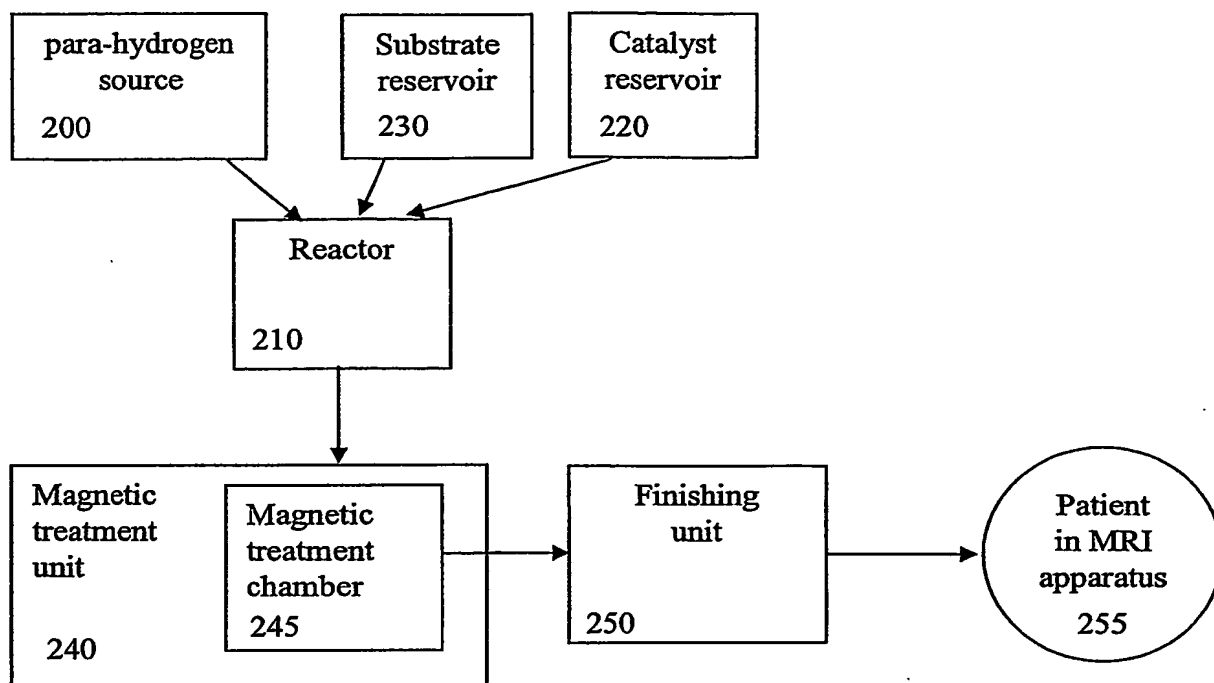 para-hydrogen
source
200
Substrate
reservoir
230
Catalyst
reservoir
220
Reactor
210
Magnetic
treatment
unit
240
Magnetic
treatment
chamber
245
Finishing
unit
250
Patient
in MRI
apparatus
255